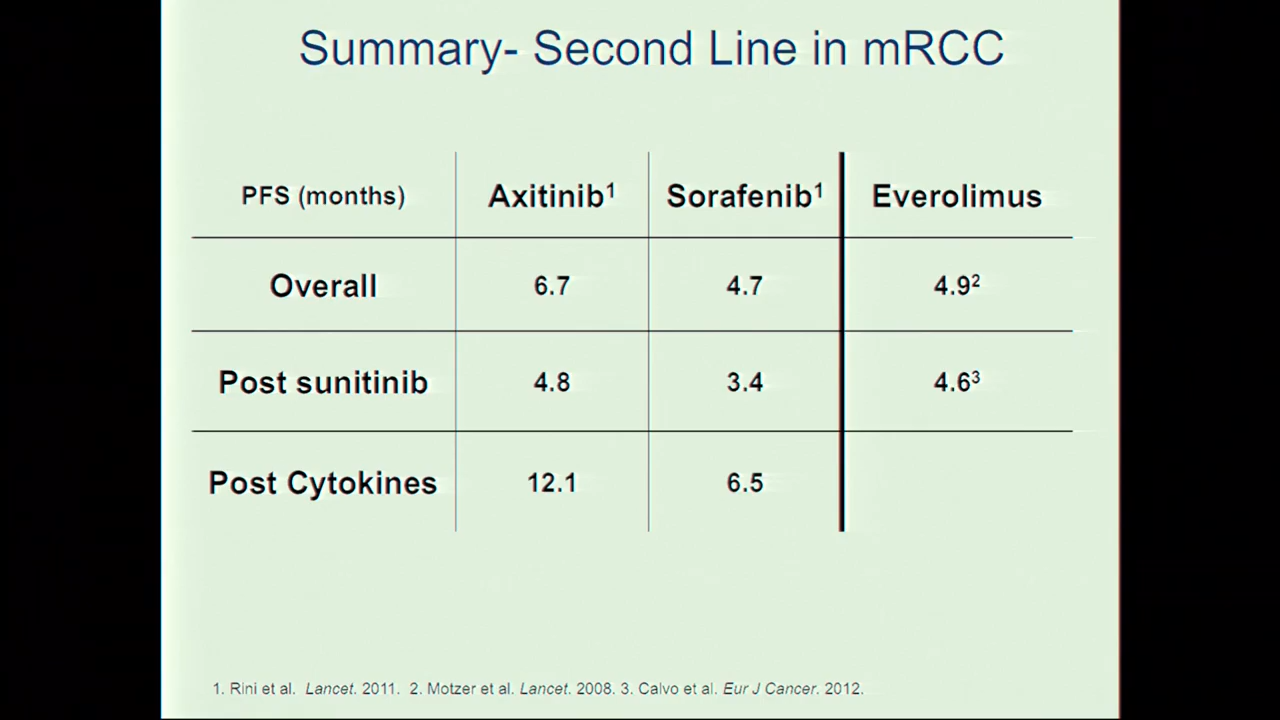 Summary- Second Line in mRCC
PFS (months) Axitinib¹ Sorafenib¹ Everolimus
Overall 6.7 4.7 4.9²
Post sunitinib 4.8 3.4 4.6³
Post Cytokines 12.1 6.5
1. Rini et al. Lancet. 2011. 2. Motzer et al. Lancet. 2008. 3. Calvo et al. Eur J Cancer. 2012.